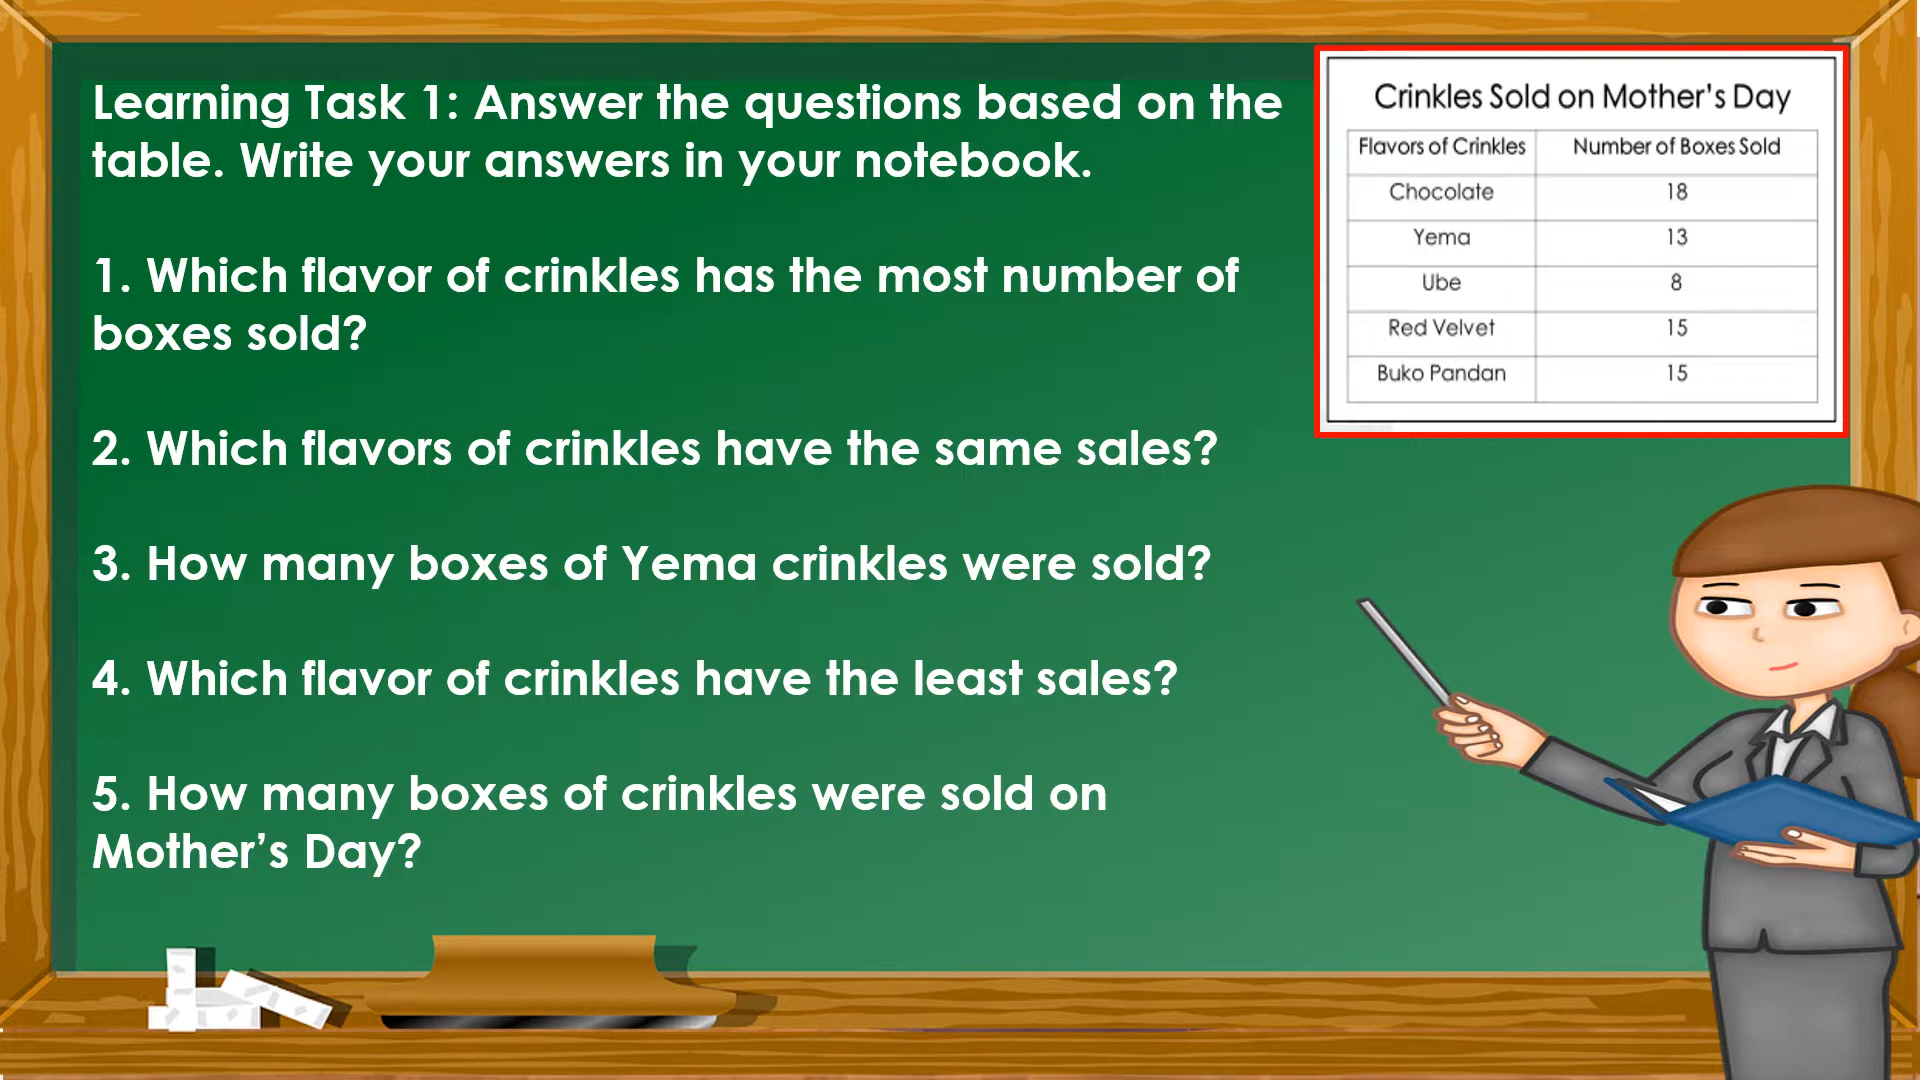 Learning Task 1: Answer the questions based on the
table. Write your answers in your notebook.
1. Which flavor of crinkles has the most number of
boxes sold?
2. Which flavors of crinkles have the same sales?
3. How many boxes of Yema crinkles were sold?
4. Which flavor of crinkles have the least sales?
5. How many boxes of crinkles were sold on
Mother’s Day?
Crinkles Sold on Mother’s Day
Flavors of Crinkles Number of Boxes Sold
Chocolate 18
Yema 13
Ube 8
Red Velvet 15
Buko Pandan 15